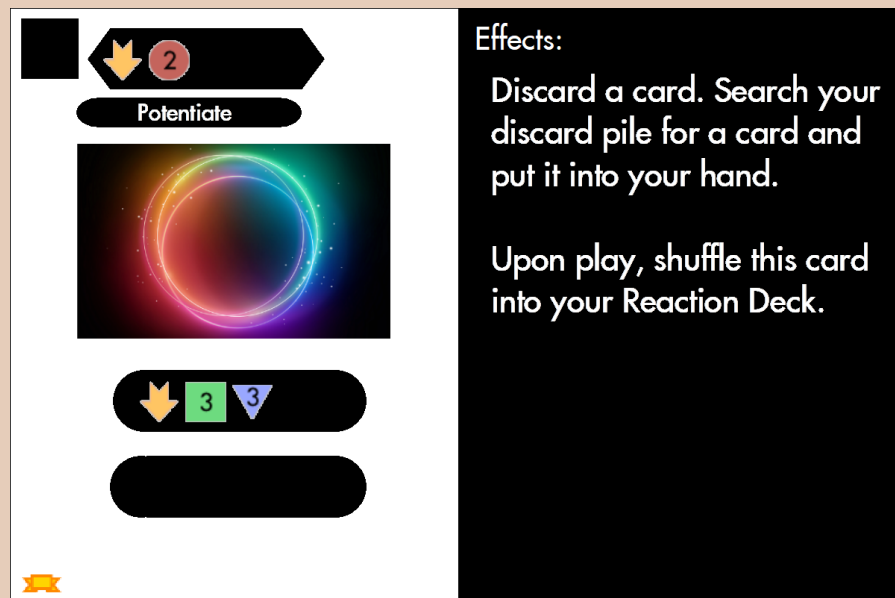 2
Potentiate
3 3
Effects:
Discard a card. Search your
discard pile for a card and
put it into your hand.
Upon play, shuffle this card
into your Reaction Deck.